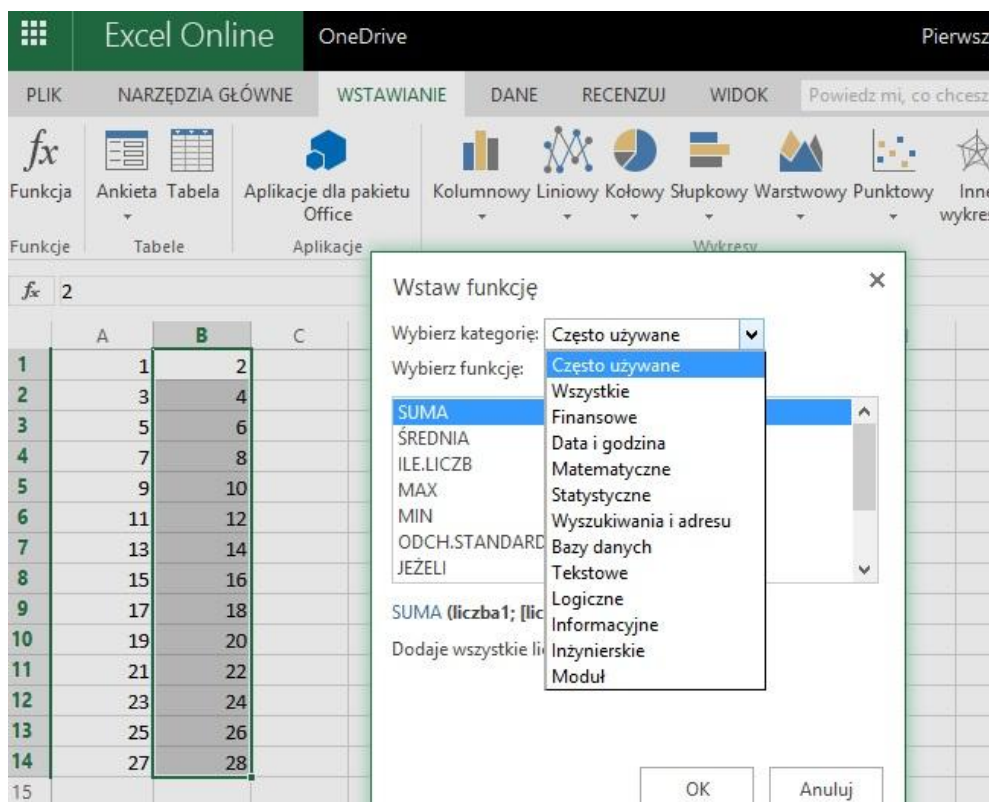 Excel Online OneDrive Pierwsz
PLIK NARZĘDZIA GŁÓWNE WSTAWIANIE DANE RECENZUJ WIDOK Powiedz mi, co chcesz
fx
Funkcja Ankieta Tabela Aplikacje dla pakietu Office Kolumnowy Liniowy Kołowy Słupkowy Warstwowy Punktowy Inne wykres
Funkcje Tabele Aplikacje Wykresy
fx 2
Wstaw funkcję
Wybierz kategorię: Często używane
Wybierz funkcję:
Często używane
Wszystkie
Finansowe
Data i godzina
Matematyczne
Statystyczne
Wyszukiwania i adresu
Bazy danych
Tekstowe
Logiczne
Informacyjne
Inżynierskie
Moduł
SUMA
ŚREDNIA
ILE.LICZB
MAX
MIN
ODCH.STANDARD
JEŻELI
SUMA (liczba1; [lic
Dodaje wszystkie li
OK Anuluj
A B C
1 1 2
2 3 4
3 5 6
4 7 8
5 9 10
6 11 12
7 13 14
8 15 16
9 17 18
10 19 20
11 21 22
12 23 24
13 25 26
14 27 28
15